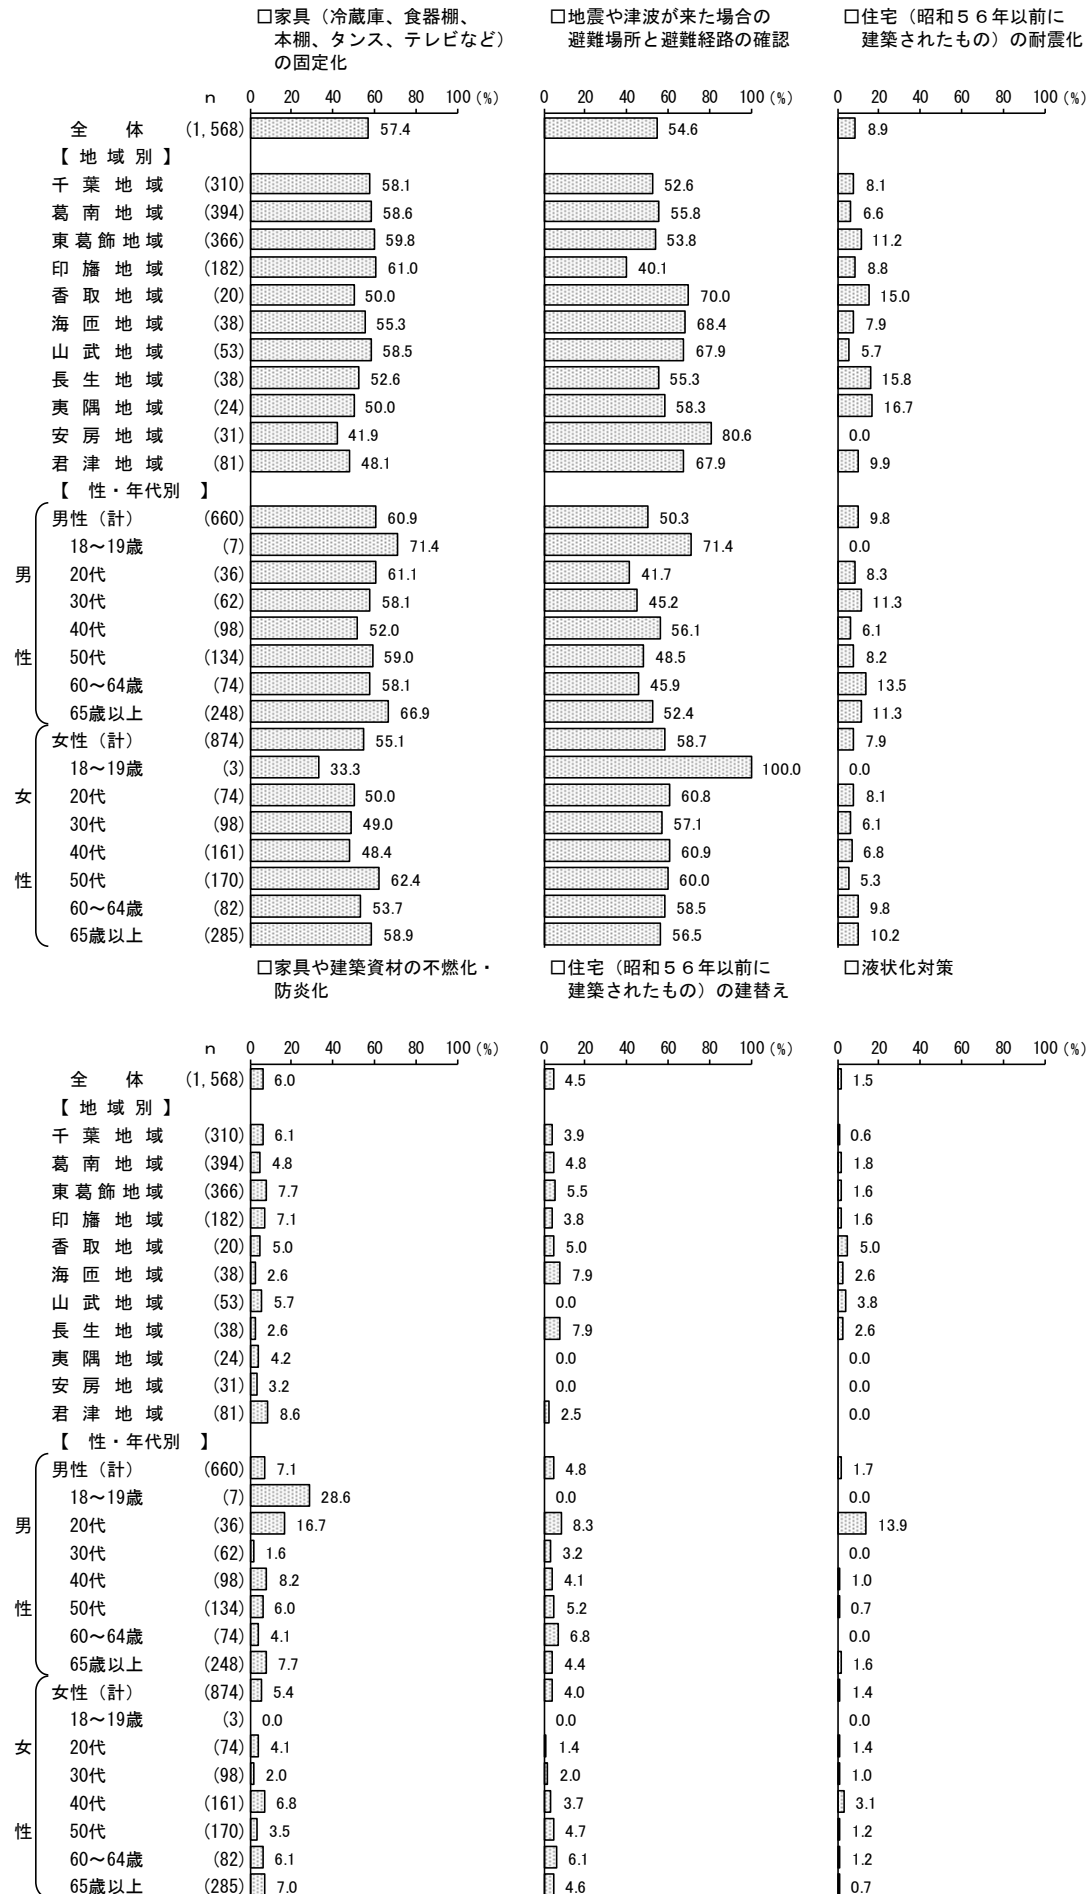 □家具（冷蔵庫、食器棚、
本棚、タンス、テレビなど）
の固定化
□地震や津波が来た場合の
避難場所と避難経路の確認
□住宅（昭和５６年以前に
建築されたもの）の耐震化
n 0 20 40 60 80 100 (%) 0 20 40 60 80 100 (%) 0 20 40 60 80 100 (%)
全体 (1,568) 57.4 54.6 8.9
【地域別】
千葉地域 (310) 58.1 52.6 8.1
葛南地域 (394) 58.6 55.8 6.6
東葛飾地域 (366) 59.8 53.8 11.2
印旛地域 (182) 61.0 40.1 8.8
香取地域 (20) 50.0 70.0 15.0
海匝地域 (38) 55.3 68.4 7.9
山武地域 (53) 58.5 67.9 5.7
長生地域 (38) 52.6 55.3 15.8
夷隅地域 (24) 50.0 58.3 16.7
安房地域 (31) 41.9 80.6 0.0
君津地域 (81) 48.1 67.9 9.9
【性・年代別】
男性
男性（計） (660) 60.9 50.3 9.8
18～19歳 (7) 71.4 71.4 0.0
20代 (36) 61.1 41.7 8.3
30代 (62) 58.1 45.2 11.3
40代 (98) 52.0 56.1 6.1
50代 (134) 59.0 48.5 8.2
60～64歳 (74) 58.1 45.9 13.5
65歳以上 (248) 66.9 52.4 11.3
女性
女性（計） (874) 55.1 58.7 7.9
18～19歳 (3) 33.3 100.0 0.0
20代 (74) 50.0 60.8 8.1
30代 (98) 49.0 57.1 6.1
40代 (161) 48.4 60.9 6.8
50代 (170) 62.4 60.0 5.3
60～64歳 (82) 53.7 58.5 9.8
65歳以上 (285) 58.9 56.5 10.2
□家具や建築資材の不燃化・
防炎化
□住宅（昭和５６年以前に
建築されたもの）の建替え
□液状化対策
n 0 20 40 60 80 100 (%) 0 20 40 60 80 100 (%) 0 20 40 60 80 100 (%)
全体 (1,568) 6.0 4.5 1.5
【地域別】
千葉地域 (310) 6.1 3.9 0.6
葛南地域 (394) 4.8 4.8 1.8
東葛飾地域 (366) 7.7 5.5 1.6
印旛地域 (182) 7.1 3.8 1.6
香取地域 (20) 5.0 5.0 5.0
海匝地域 (38) 2.6 7.9 2.6
山武地域 (53) 5.7 0.0 3.8
長生地域 (38) 2.6 7.9 2.6
夷隅地域 (24) 4.2 0.0 0.0
安房地域 (31) 3.2 0.0 0.0
君津地域 (81) 8.6 2.5 0.0
【性・年代別】
男性
男性（計） (660) 7.1 4.8 1.7
18～19歳 (7) 28.6 0.0 0.0
20代 (36) 16.7 8.3 13.9
30代 (62) 1.6 3.2 0.0
40代 (98) 8.2 4.1 1.0
50代 (134) 6.0 5.2 0.7
60～64歳 (74) 4.1 6.8 0.0
65歳以上 (248) 7.7 4.4 1.6
女性
女性（計） (874) 5.4 4.0 1.4
18～19歳 (3) 0.0 0.0 0.0
20代 (74) 4.1 1.4 1.4
30代 (98) 2.0 2.0 1.0
40代 (161) 6.8 3.7 3.1
50代 (170) 3.5 4.7 1.2
60～64歳 (82) 6.1 6.1 1.2
65歳以上 (285) 7.0 4.6 0.7